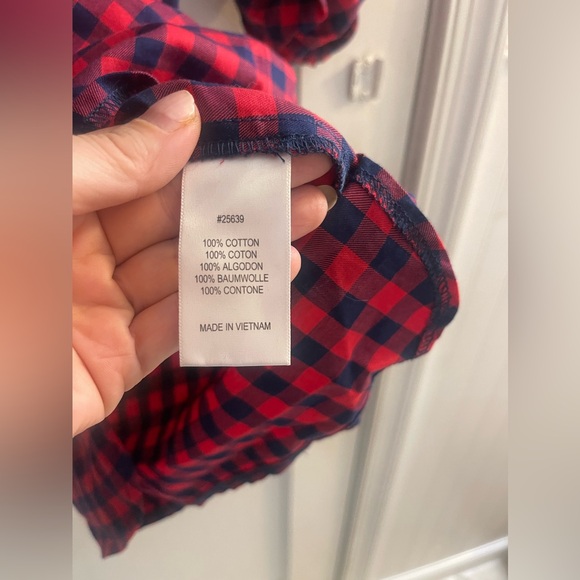 #25639
100% COTTON
100% COTON
100% ALGODON
100% BAUMWOLLE
100% CONTONE
MADE IN VIETNAM